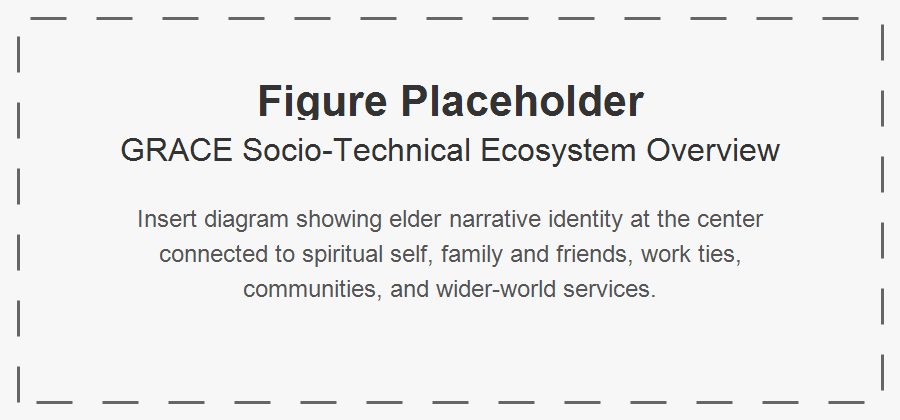 Figure Placeholder
GRACE Socio-Technical Ecosystem Overview
Insert diagram showing elder narrative identity at the center
connected to spiritual self, family and friends, work ties,
communities, and wider-world services.